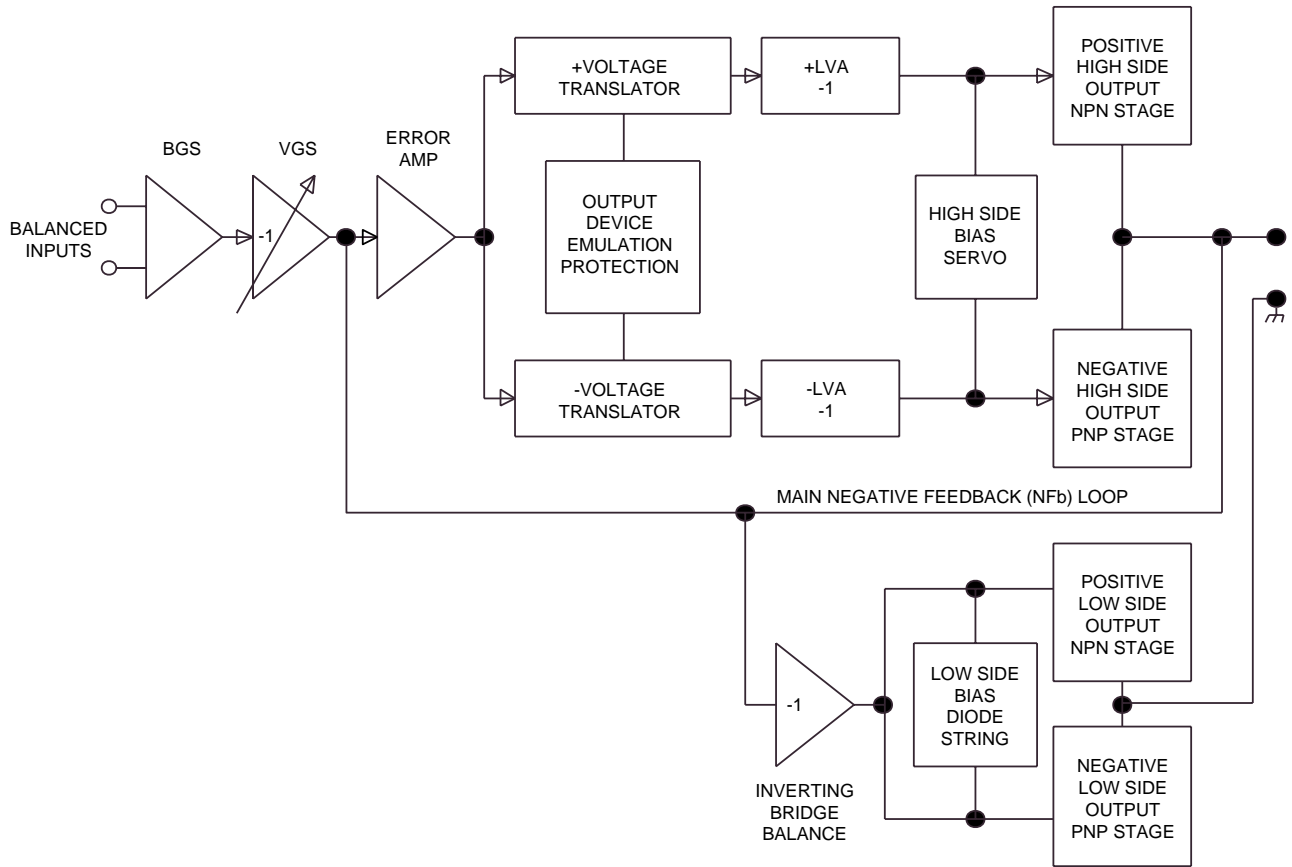 BALANCED
INPUTS
BGS
VGS
-1
ERROR
AMP
+VOLTAGE
TRANSLATOR
+LVA
-1
POSITIVE
HIGH SIDE
OUTPUT
NPN STAGE
OUTPUT
DEVICE
EMULATION
PROTECTION
HIGH SIDE
BIAS
SERVO
-VOLTAGE
TRANSLATOR
-LVA
-1
NEGATIVE
HIGH SIDE
OUTPUT
PNP STAGE
MAIN NEGATIVE FEEDBACK (NFb) LOOP
-1
INVERTING
BRIDGE
BALANCE
LOW SIDE
BIAS
DIODE
STRING
POSITIVE
LOW SIDE
OUTPUT
NPN STAGE
NEGATIVE
LOW SIDE
OUTPUT
PNP STAGE